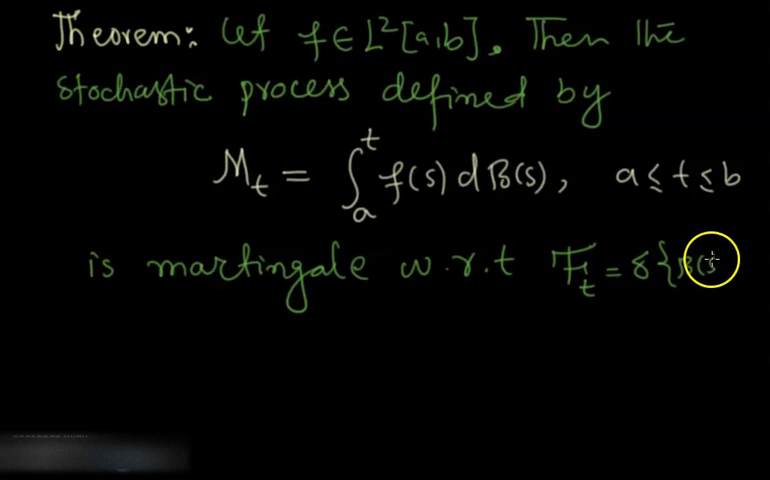 Theorem: Let f ∈ L²[a,b]. Then the
stochastic process defined by
M_t = ∫_a^t f(s) dB(s), a ≤ t ≤ b
is martingale w.r.t F_t = σ{B(s